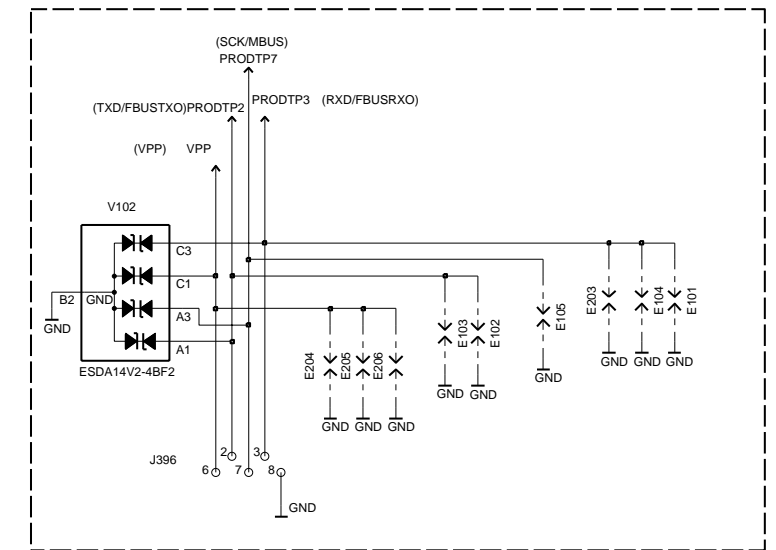 (SCK/MBUS)
PRODTP7
(TXD/FBUSTXO)PRODTP2
PRODTP3 (RXD/FBUSRXO)
(VPP) VPP
V102
C3
C1
B2 GND
A3
A1
GND
ESDA14V2-4BF2
E204
E205
E206
E103
E102
E105
E203
E104
E101
GND GND GND
GND GND
GND
GND GND GND
J396
2
3
6
7
8
GND